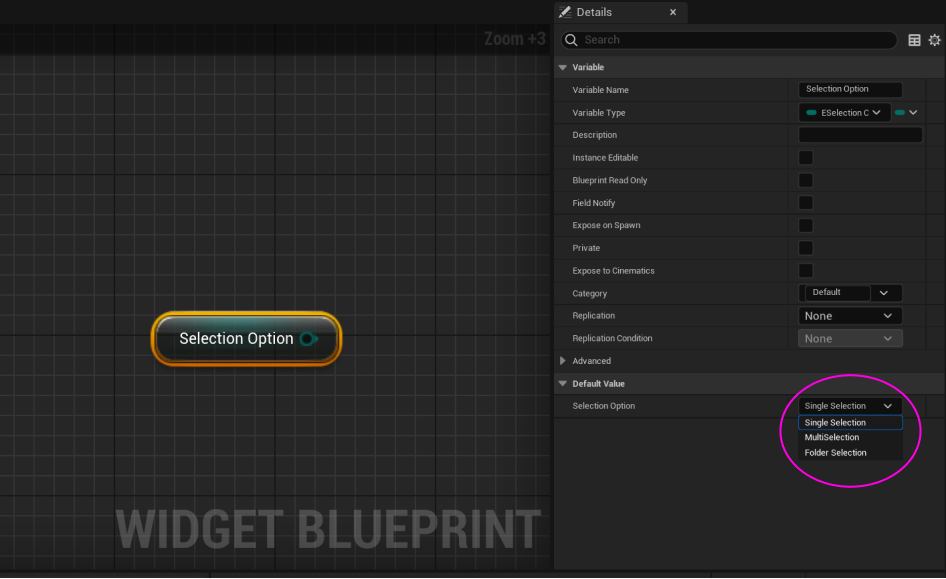 Details
Zoom +3
Search
Variable
Variable Name
Selection Option
Variable Type
ESelection C
Description
Instance Editable
Blueprint Read Only
Field Notify
Expose on Spawn
Private
Expose to Cinematics
Category
Default
Replication
None
Replication Condition
None
Advanced
Default Value
Selection Option
Single Selection
Single Selection
MultiSelection
Folder Selection
Selection Option
WIDGET BLUEPRINT